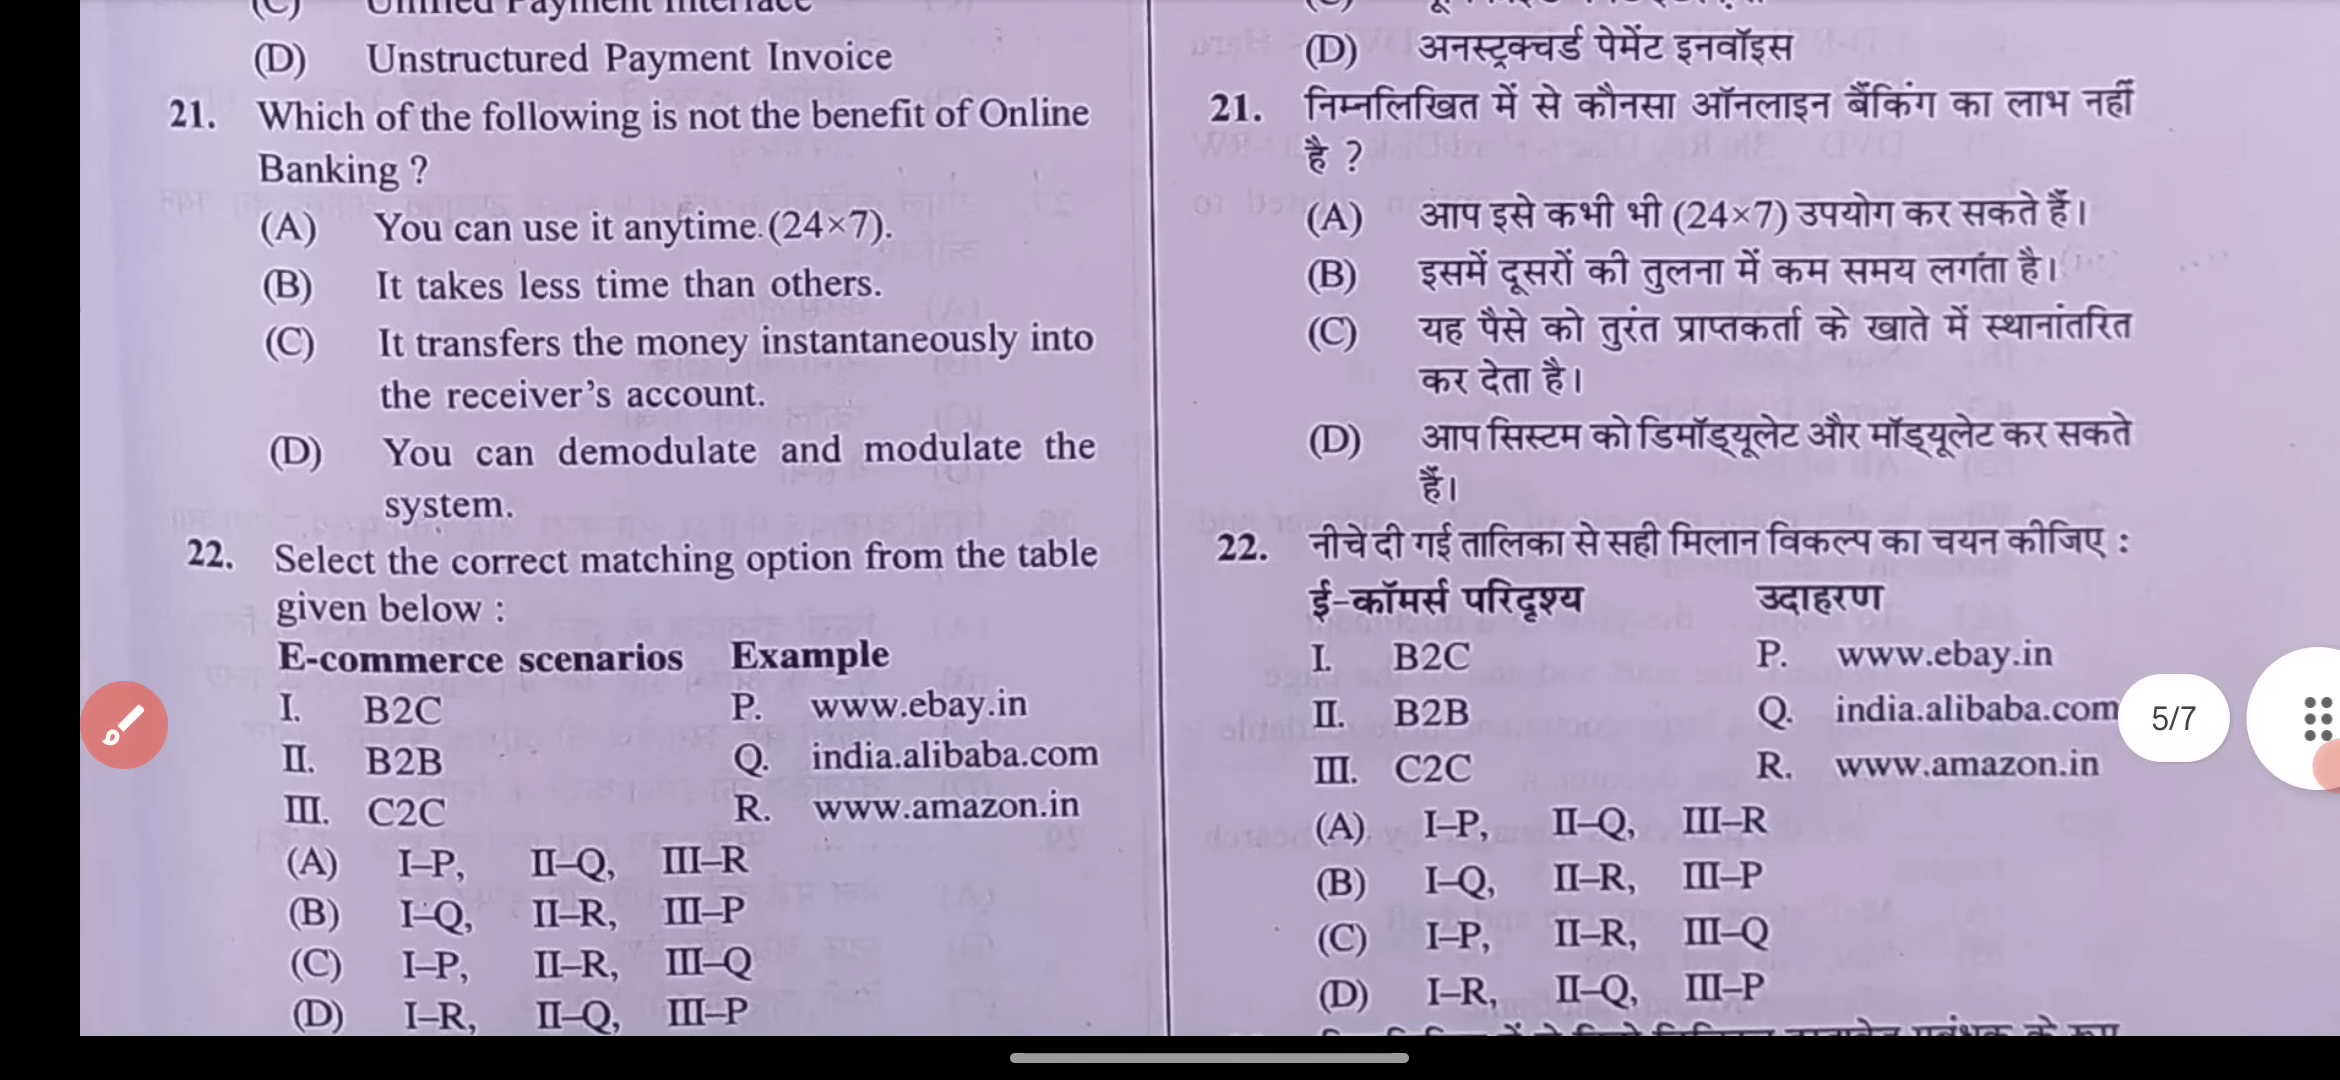 (D) Unstructured Payment Invoice
21. Which of the following is not the benefit of Online
Banking ?
(A) You can use it anytime.(24×7).
(B) It takes less time than others.
(C) It transfers the money instantaneously into
the receiver's account.
(D) You can demodulate and modulate the
system.
22. Select the correct matching option from the table
given below :
E-commerce scenarios Example
I. B2C P. www.ebay.in
II. B2B Q. india.alibaba.com
III. C2C R. www.amazon.in
(A) I–P, II–Q, III–R
(B) I–Q, II–R, III–P
(C) I–P, II–R, III–Q
(D) I–R, II–Q, III–P
(D) अनस्ट्रक्चर्ड पेमेंट इनवॉइस
21. निम्नलिखित में से कौनसा ऑनलाइन बैंकिंग का लाभ नहीं
है ?
(A) आप इसे कभी भी (24×7) उपयोग कर सकते हैं।
(B) इसमें दूसरों की तुलना में कम समय लगता है।
(C) यह पैसे को तुरंत प्राप्तकर्ता के खाते में स्थानांतरित
कर देता है।
(D) आप सिस्टम को डिमॉड्यूलेट और मॉड्यूलेट कर सकते
हैं।
22. नीचे दी गई तालिका से सही मिलान विकल्प का चयन कीजिए :
ई-कॉमर्स परिदृश्य उदाहरण
I. B2C P. www.ebay.in
II. B2B Q. india.alibaba.com
III. C2C R. www.amazon.in
(A) I–P, II–Q, III–R
(B) I–Q, II–R, III–P
(C) I–P, II–R, III–Q
(D) I–R, II–Q, III–P
5/7